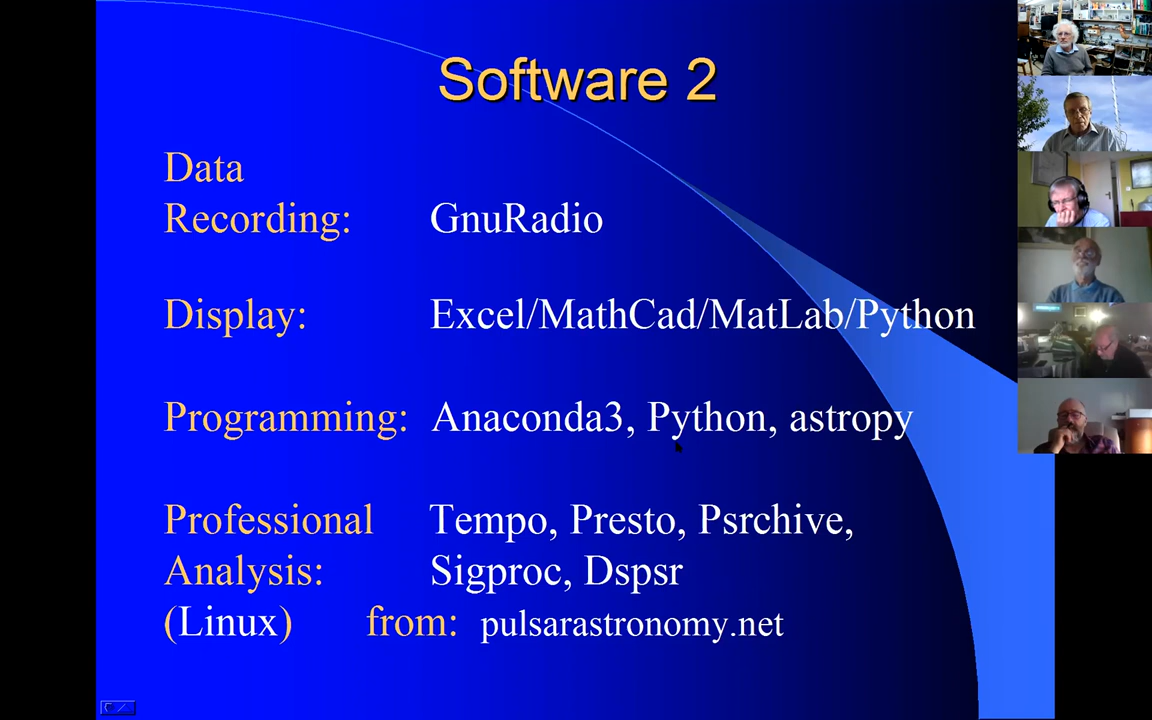 Software 2
Data
Recording: GnuRadio
Display: Excel/MathCad/MatLab/Python
Programming: Anaconda3, Python, astropy
Professional Tempo, Presto, Psrchive,
Analysis: Sigproc, Dspsr
(Linux) from: pulsarastronomy.net